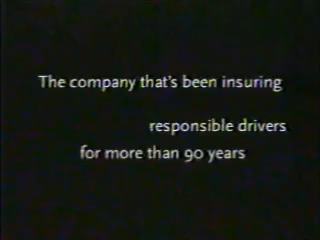 The company that's been insuring
responsible drivers
for more than 90 years